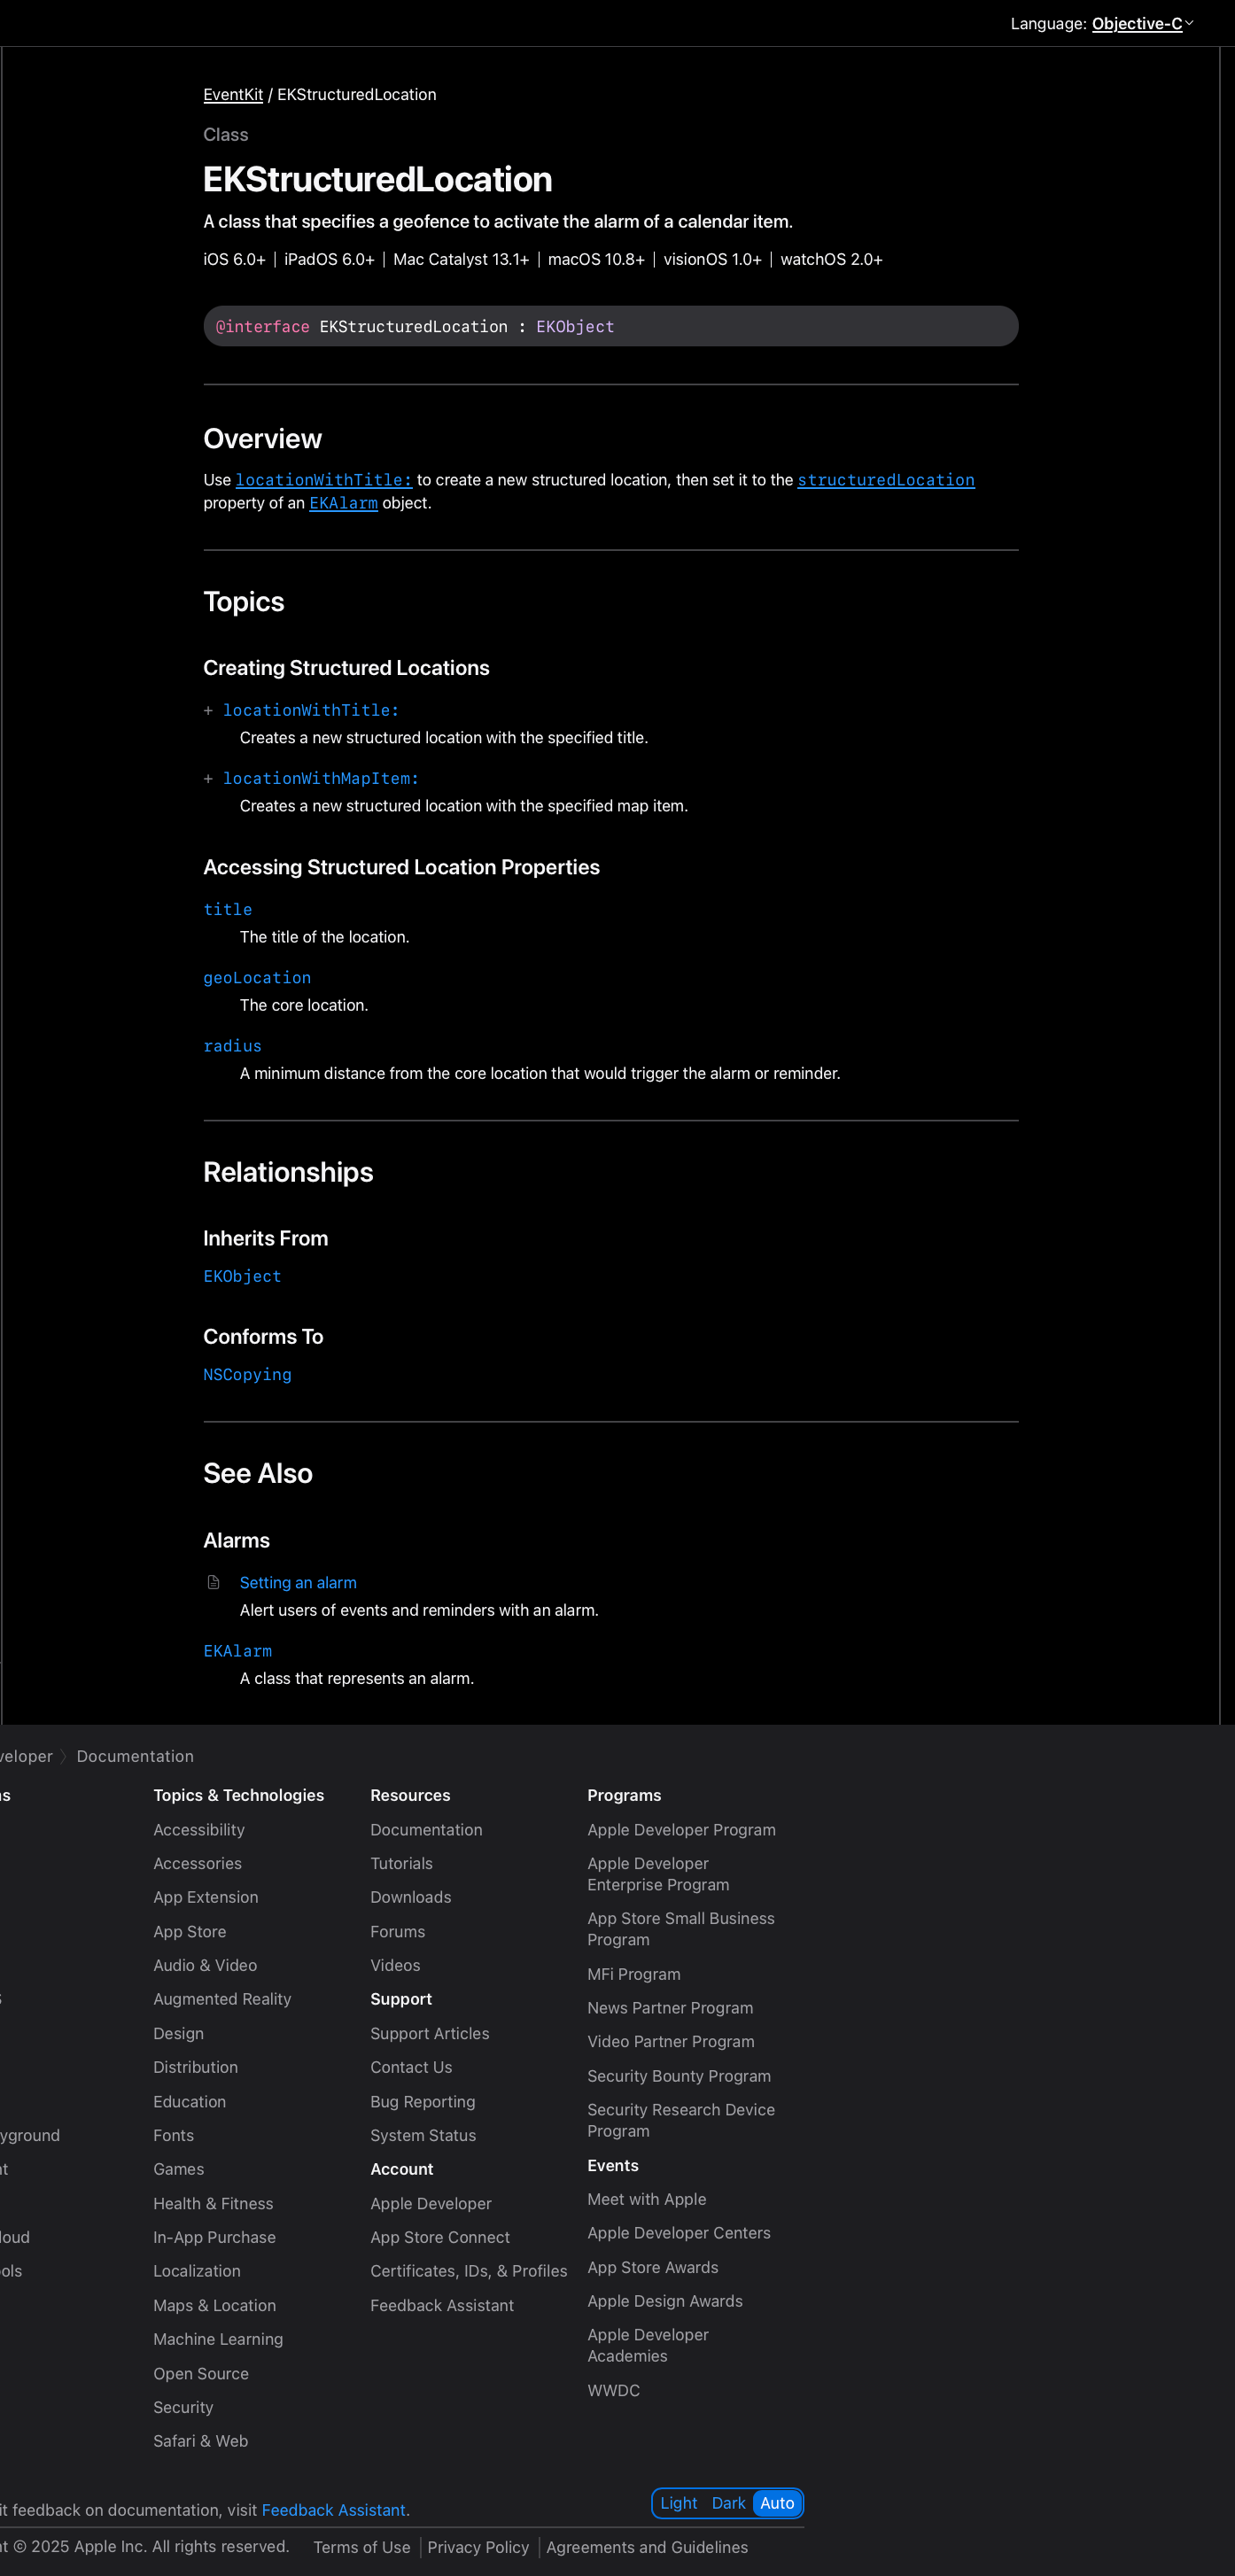 Language: Objective-C
EventKit / EKStructuredLocation
Class
EKStructuredLocation
A class that specifies a geofence to activate the alarm of a calendar item.
iOS 6.0+ | iPadOS 6.0+ | Mac Catalyst 13.1+ | macOS 10.8+ | visionOS 1.0+ | watchOS 2.0+
@interface EKStructuredLocation : EKObject
Overview
Use locationWithTitle: to create a new structured location, then set it to the structuredLocation
property of an EKAlarm object.
Topics
Creating Structured Locations
+ locationWithTitle:
Creates a new structured location with the specified title.
+ locationWithMapItem:
Creates a new structured location with the specified map item.
Accessing Structured Location Properties
title
The title of the location.
geoLocation
The core location.
radius
A minimum distance from the core location that would trigger the alarm or reminder.
Relationships
Inherits From
EKObject
Conforms To
NSCopying
See Also
Alarms
Setting an alarm
Alert users of events and reminders with an alarm.
EKAlarm
A class that represents an alarm.
veloper Documentation
ns
S
yground
nt
loud
ols
Topics & Technologies
Accessibility
Accessories
App Extension
App Store
Audio & Video
Augmented Reality
Design
Distribution
Education
Fonts
Games
Health & Fitness
In-App Purchase
Localization
Maps & Location
Machine Learning
Open Source
Security
Safari & Web
Resources
Documentation
Tutorials
Downloads
Forums
Videos
Support
Support Articles
Contact Us
Bug Reporting
System Status
Account
Apple Developer
App Store Connect
Certificates, IDs, & Profiles
Feedback Assistant
Programs
Apple Developer Program
Apple Developer
Enterprise Program
App Store Small Business
Program
MFi Program
News Partner Program
Video Partner Program
Security Bounty Program
Security Research Device
Program
Events
Meet with Apple
Apple Developer Centers
App Store Awards
Apple Design Awards
Apple Developer
Academies
WWDC
it feedback on documentation, visit Feedback Assistant.
Light Dark Auto
nt © 2025 Apple Inc. All rights reserved. Terms of Use | Privacy Policy | Agreements and Guidelines